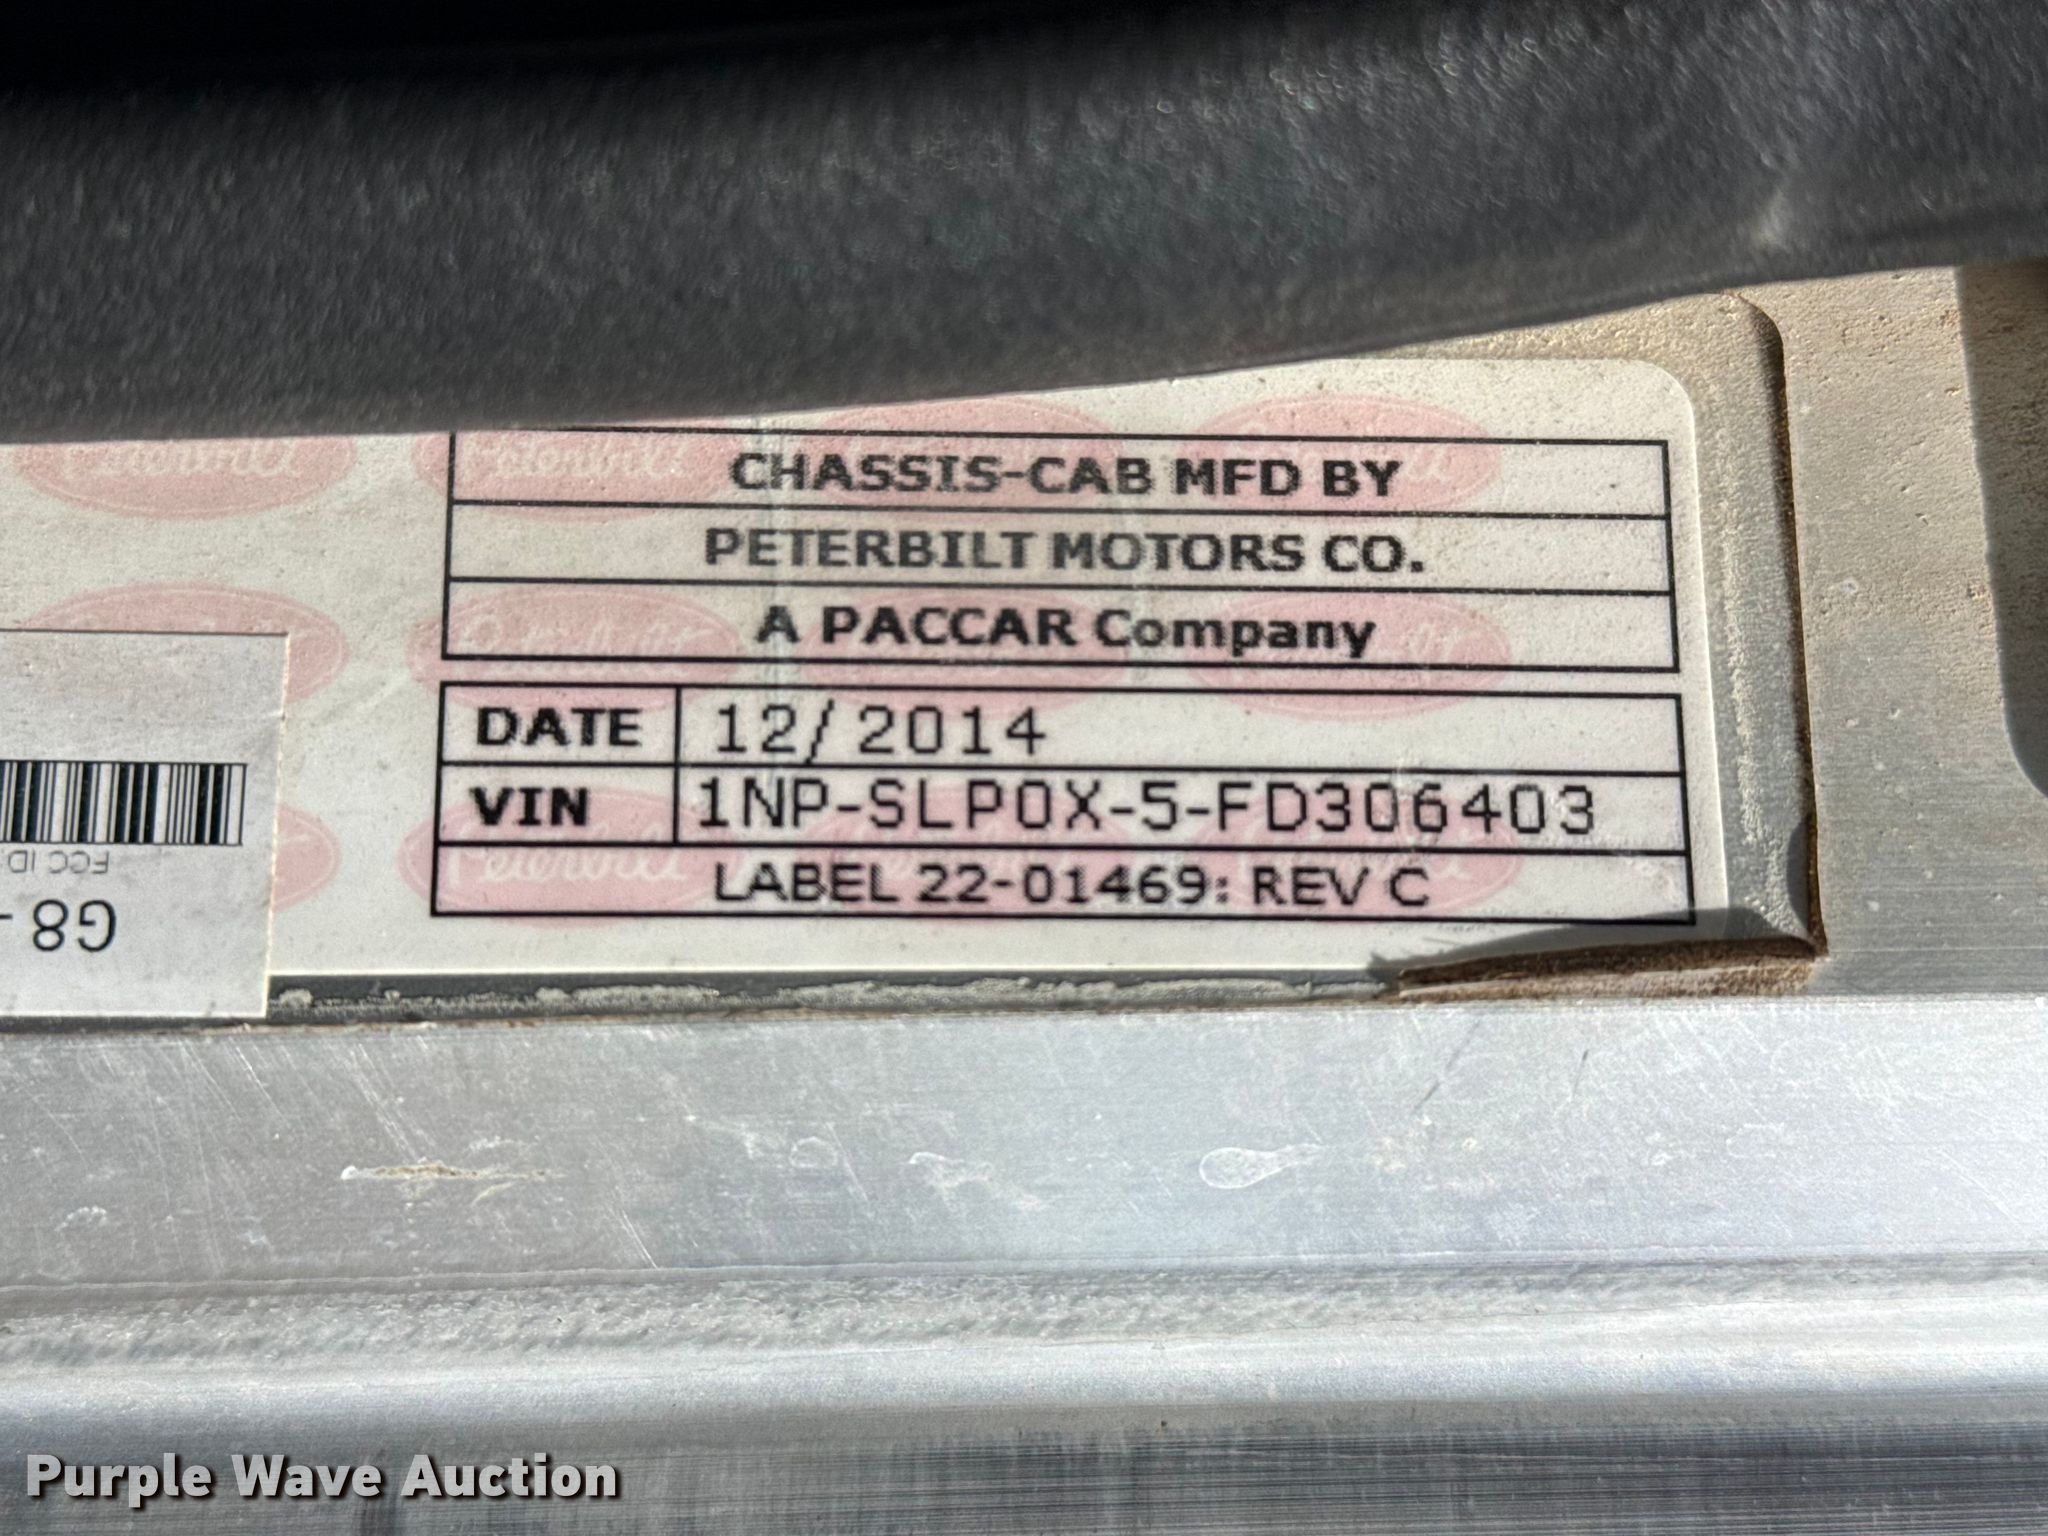 CHASSIS-CAB MFD BY
PETERBILT MOTORS CO.
A PACCAR Company
DATE 12/2014
VIN 1NP-SLP0X-5-FD306403
LABEL 22-01469: REV C
FCC ID:
G8-
Peterbilt
Purple Wave Auction